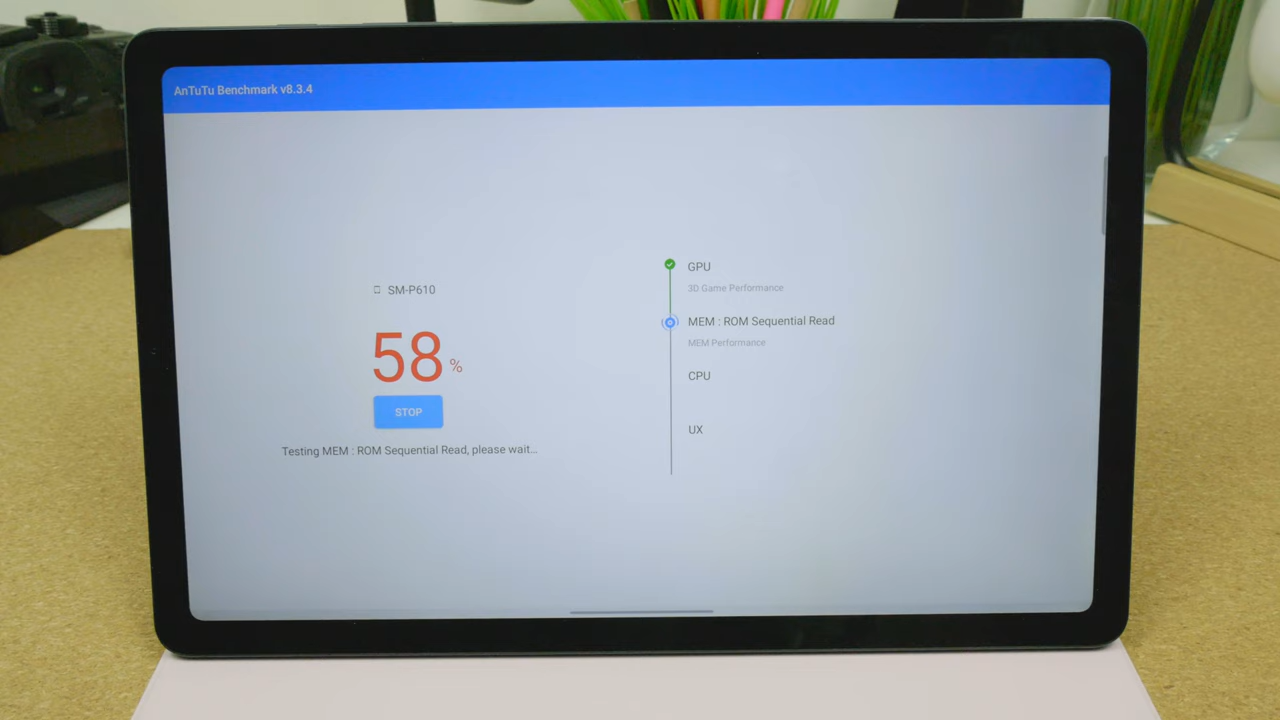 AnTuTu Benchmark v8.3.4
SM-P610
58 %
STOP
Testing MEM : ROM Sequential Read, please wait...
GPU
3D Game Performance
MEM : ROM Sequential Read
MEM Performance
CPU
UX